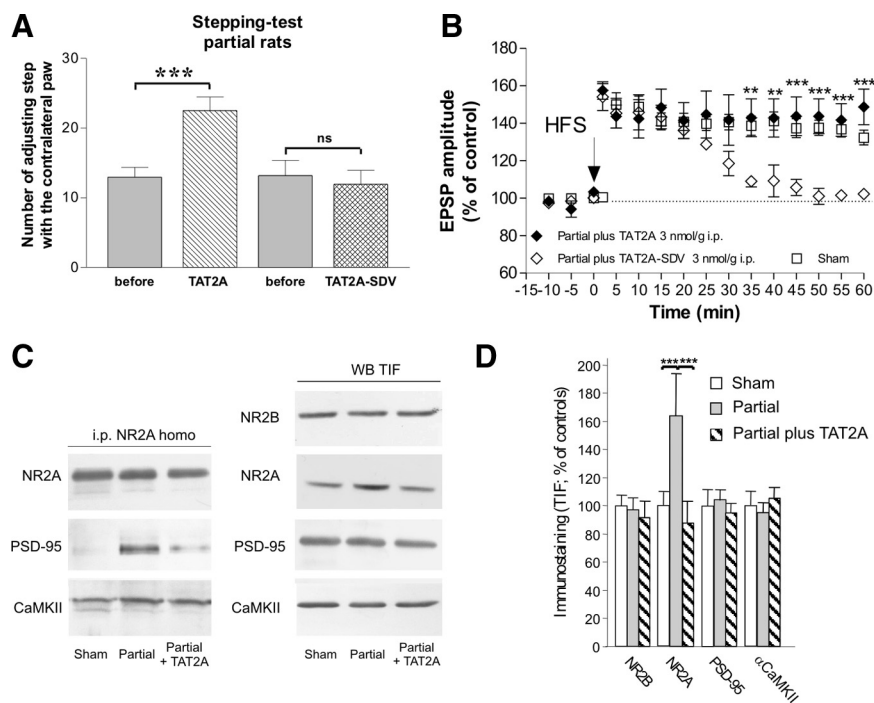 A
Stepping-test
partial rats
Number of adjusting step
with the contralateral paw
30
20
10
0
***
ns
before
TAT2A
before
TAT2A-SDV
B
EPSP amplitude
(% of control)
180
160
140
120
100
80
60
HFS
** ** *** *** *** ***
Partial plus TAT2A 3 nmol/g i.p.
Partial plus TAT2A-SDV 3 nmol/g i.p.
Sham
-15 -10 -5 0 5 10 15 20 25 30 35 40 45 50 55 60
Time (min)
C
i.p. NR2A homo
NR2A
PSD-95
CaMKII
Sham
Partial
Partial
+ TAT2A
WB TIF
NR2B
NR2A
PSD-95
CaMKII
Sham
Partial
Partial
+ TAT2A
D
Immunostaining (TIF; % of controls)
200
180
160
140
120
100
80
60
40
20
0
*** ***
Sham
Partial
Partial plus TAT2A
NR2B
NR2A
PSD-95
αCaMKII